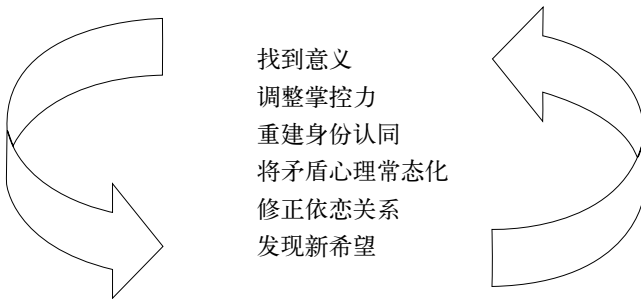 找到意义
调整掌控力
重建身份认同
将矛盾心理常态化
修正依恋关系
发现新希望